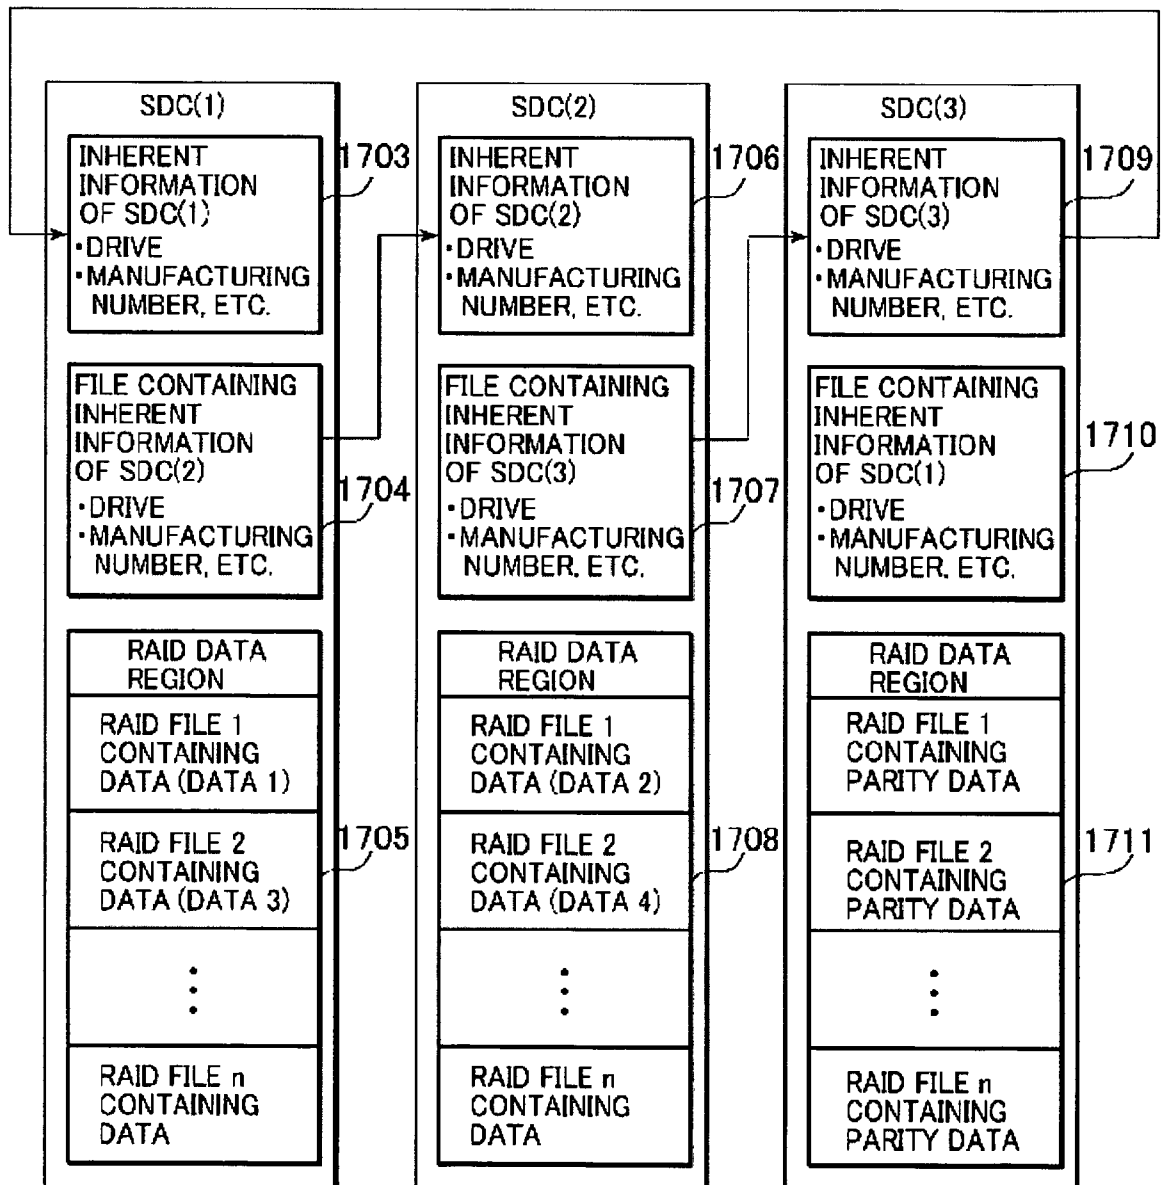 SDC(1)
INHERENT
INFORMATION
OF SDC(1)
・DRIVE
・MANUFACTURING
NUMBER, ETC.
1703
FILE CONTAINING
INHERENT
INFORMATION
OF SDC(2)
・DRIVE
・MANUFACTURING
NUMBER, ETC.
1704
RAID DATA
REGION
RAID FILE 1
CONTAINING
DATA (DATA 1)
RAID FILE 2
CONTAINING
DATA (DATA 3)
1705
RAID FILE n
CONTAINING
DATA
SDC(2)
INHERENT
INFORMATION
OF SDC(2)
・DRIVE
・MANUFACTURING
NUMBER, ETC.
1706
FILE CONTAINING
INHERENT
INFORMATION
OF SDC(3)
・DRIVE
・MANUFACTURING
NUMBER. ETC.
1707
RAID DATA
REGION
RAID FILE 1
CONTAINING
DATA (DATA 2)
RAID FILE 2
CONTAINING
DATA (DATA 4)
1708
RAID FILE n
CONTAINING
DATA
SDC(3)
INHERENT
INFORMATION
OF SDC(3)
・DRIVE
・MANUFACTURING
NUMBER, ETC.
1709
FILE CONTAINING
INHERENT
INFORMATION
OF SDC(1)
・DRIVE
・MANUFACTURING
NUMBER. ETC.
1710
RAID DATA
REGION
RAID FILE 1
CONTAINING
PARITY DATA
RAID FILE 2
CONTAINING
PARITY DATA
1711
RAID FILE n
CONTAINING
PARITY DATA